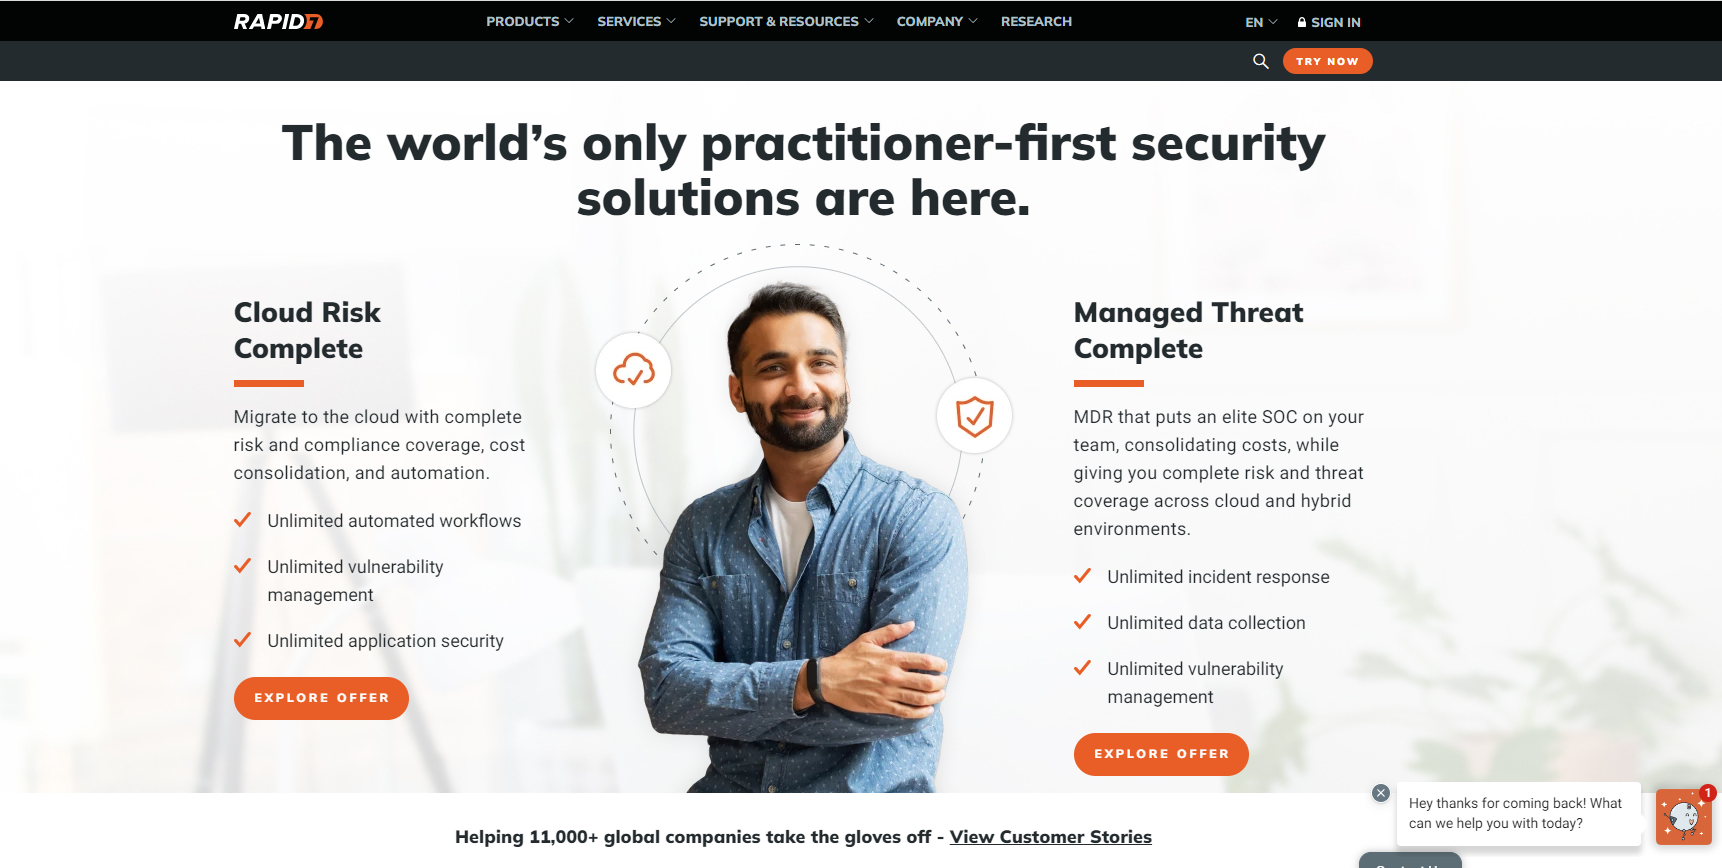 RAPID7
PRODUCTS
SERVICES
SUPPORT & RESOURCES
COMPANY
RESEARCH
EN
SIGN IN
TRY NOW
The world’s only practitioner-first security
solutions are here.
Cloud Risk
Complete
Migrate to the cloud with complete
risk and compliance coverage, cost
consolidation, and automation.
Unlimited automated workflows
Unlimited vulnerability
management
Unlimited application security
EXPLORE OFFER
Managed Threat
Complete
MDR that puts an elite SOC on your
team, consolidating costs, while
giving you complete risk and threat
coverage across cloud and hybrid
environments.
Unlimited incident response
Unlimited data collection
Unlimited vulnerability
management
EXPLORE OFFER
Helping 11,000+ global companies take the gloves off - View Customer Stories
Hey thanks for coming back! What
can we help you with today?
1